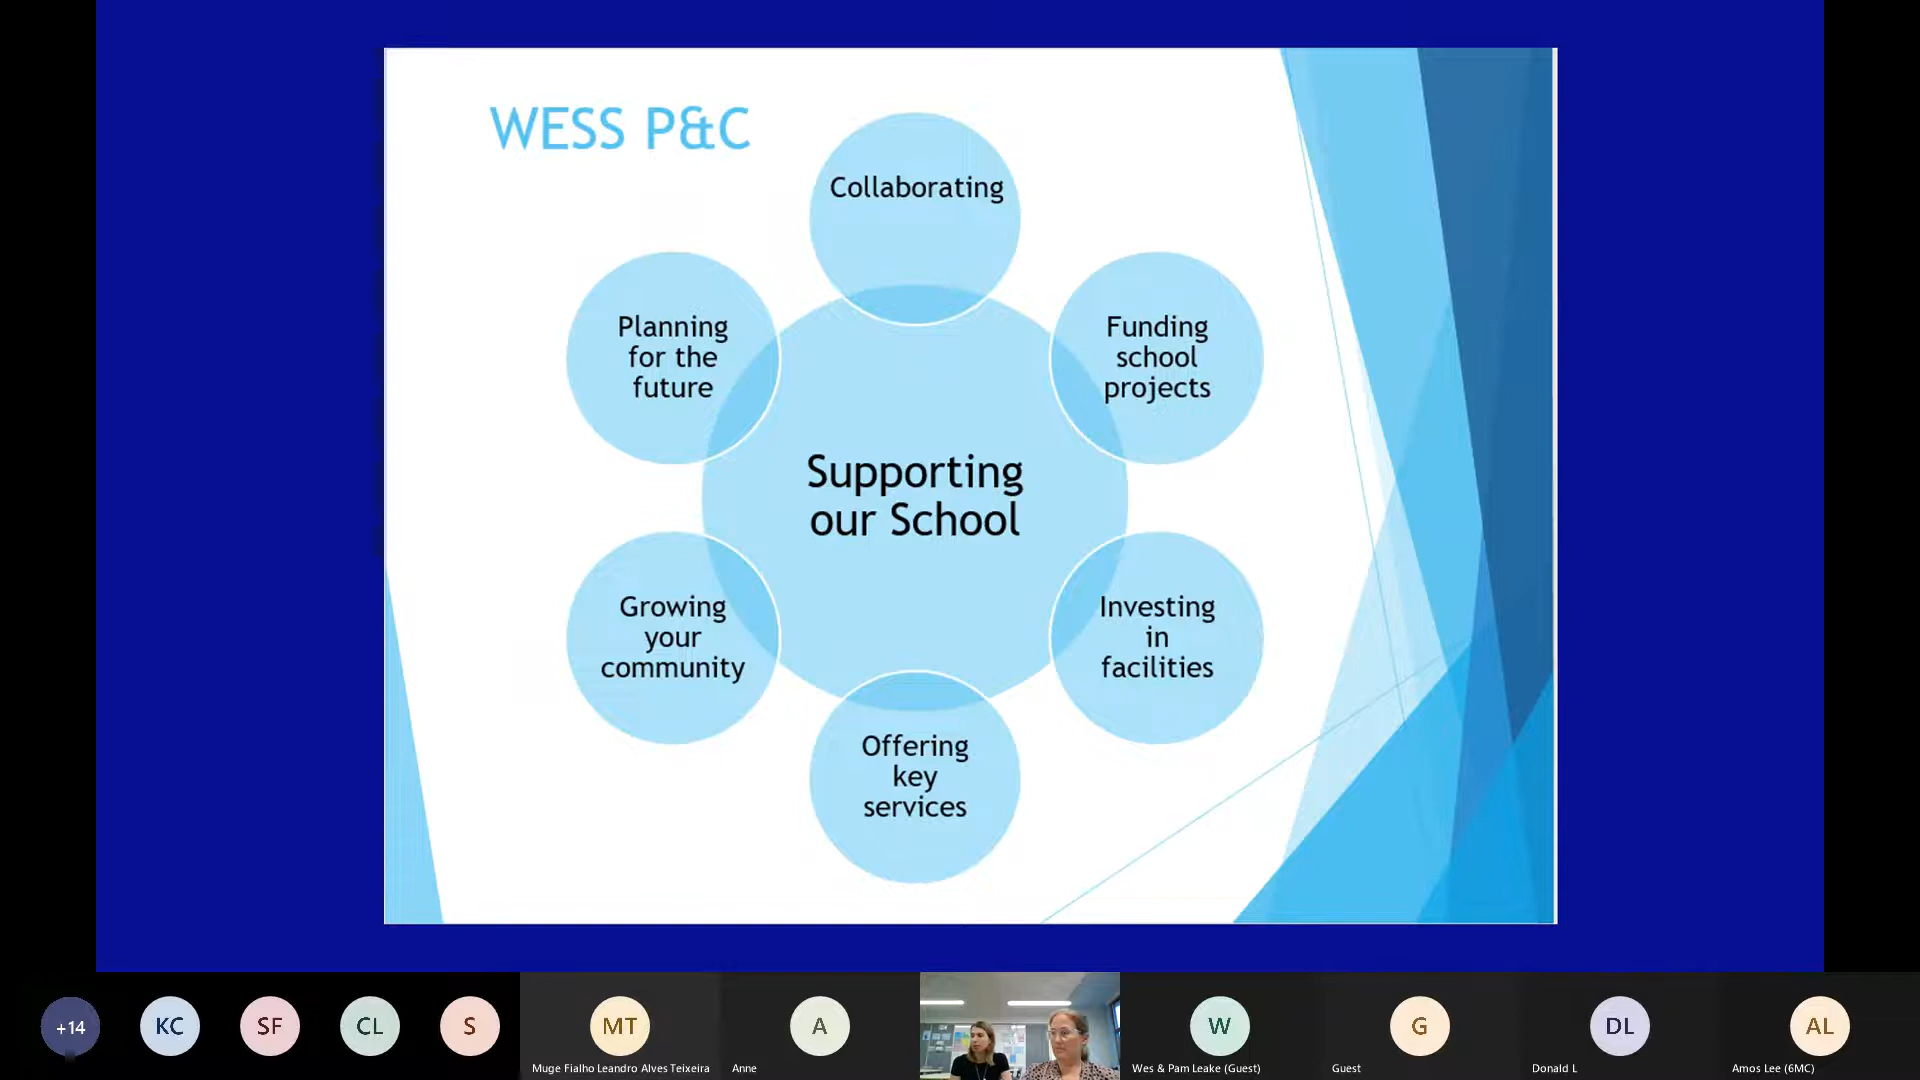 WESS P&C
Collaborating
Planning
for the
future
Funding
school
projects
Supporting
our School
Growing
your
community
Investing
in
facilities
Offering
key
services
+14
KC
SF
CL
S
MT
Muge Fialho Leandro Alves Teixeira
A
Anne
W
Wes & Pam Leake (Guest)
G
Guest
DL
Donald L
AL
Amos Lee (6MC)